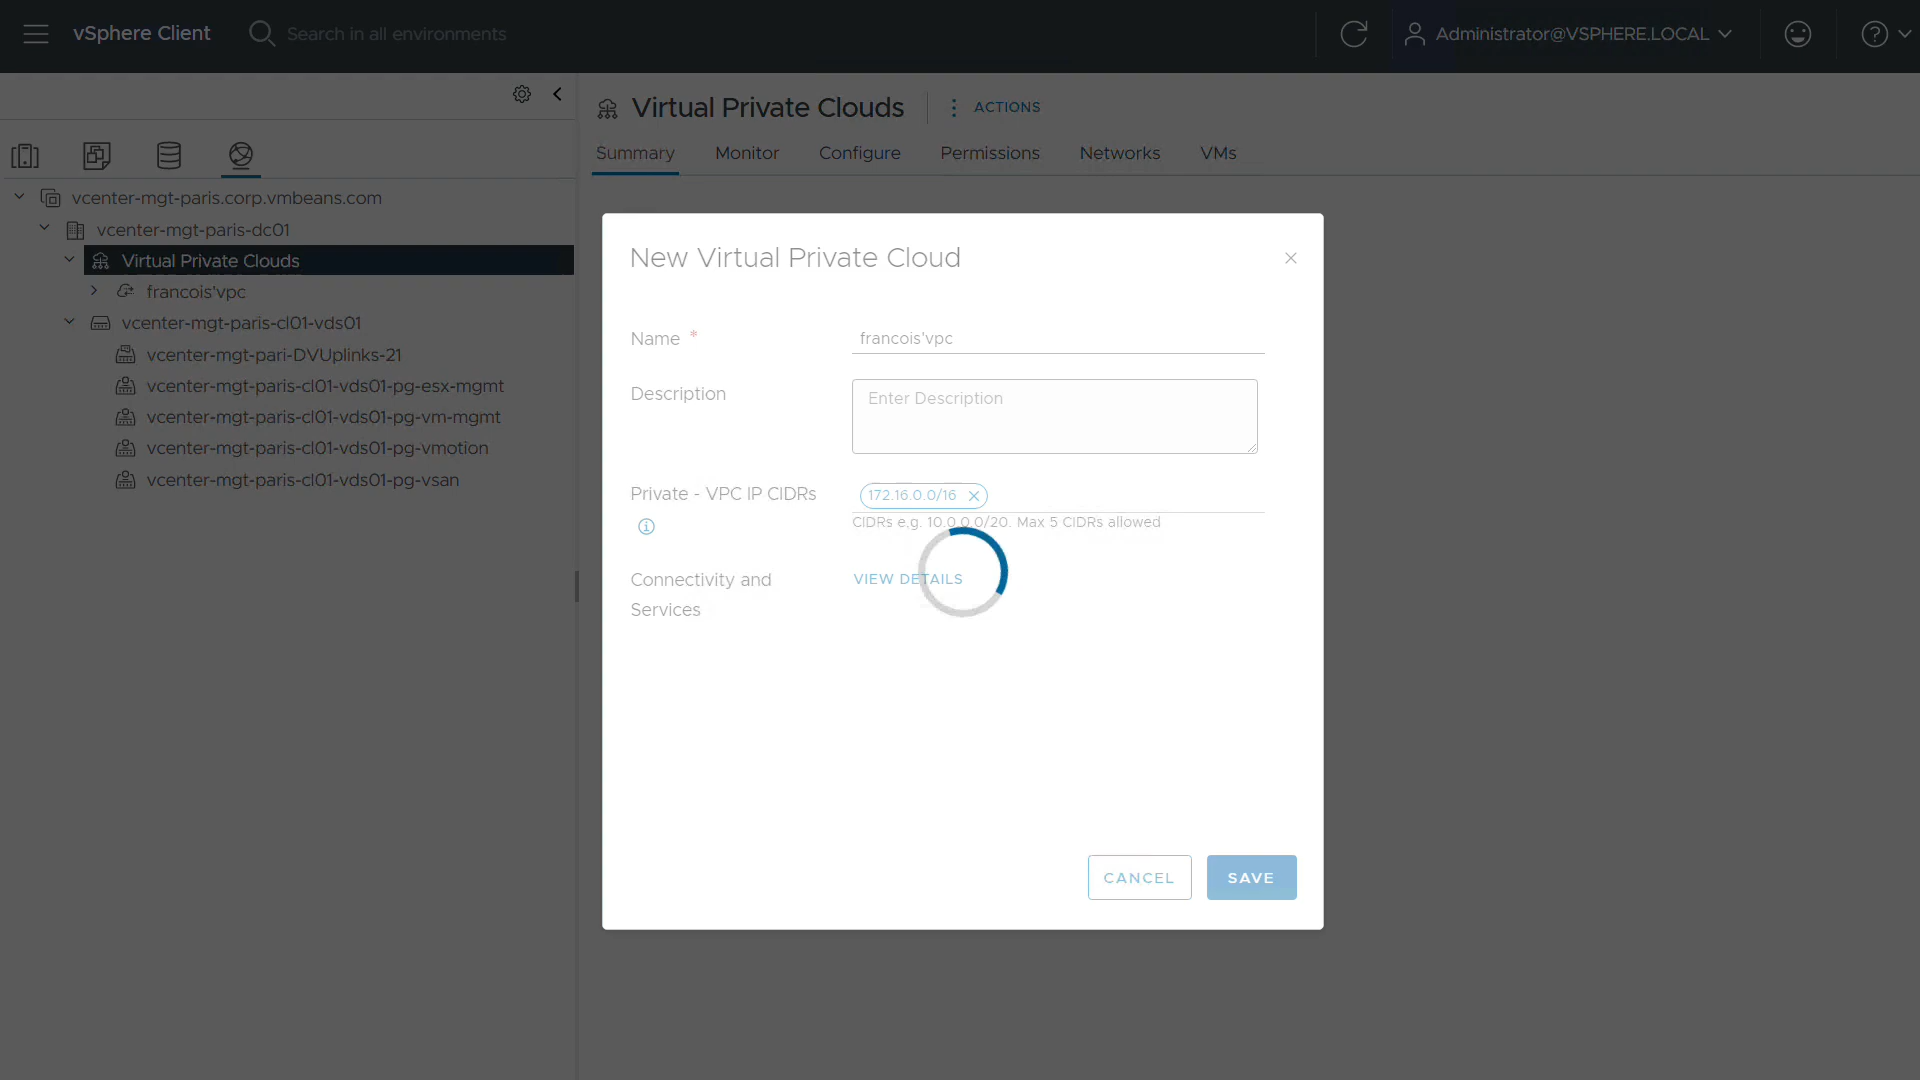 vSphere Client
Search in all environments
Administrator@VSPHERE.LOCAL
Virtual Private Clouds
ACTIONS
Summary
Monitor
Configure
Permissions
Networks
VMs
vcenter-mgt-paris.corp.vmbeans.com
vcenter-mgt-paris-dc01
Virtual Private Clouds
francois'vpc
vcenter-mgt-paris-cl01-vds01
vcenter-mgt-pari-DVUplinks-21
vcenter-mgt-paris-cl01-vds01-pg-esx-mgmt
vcenter-mgt-paris-cl01-vds01-pg-vm-mgmt
vcenter-mgt-paris-cl01-vds01-pg-vmotion
vcenter-mgt-paris-cl01-vds01-pg-vsan
New Virtual Private Cloud
Name *
francois'vpc
Description
Enter Description
Private - VPC IP CIDRs
172.16.0.0/16
CIDRs e.g. 10.0.0.0/20. Max 5 CIDRs allowed
Connectivity and
Services
VIEW DETAILS
CANCEL
SAVE